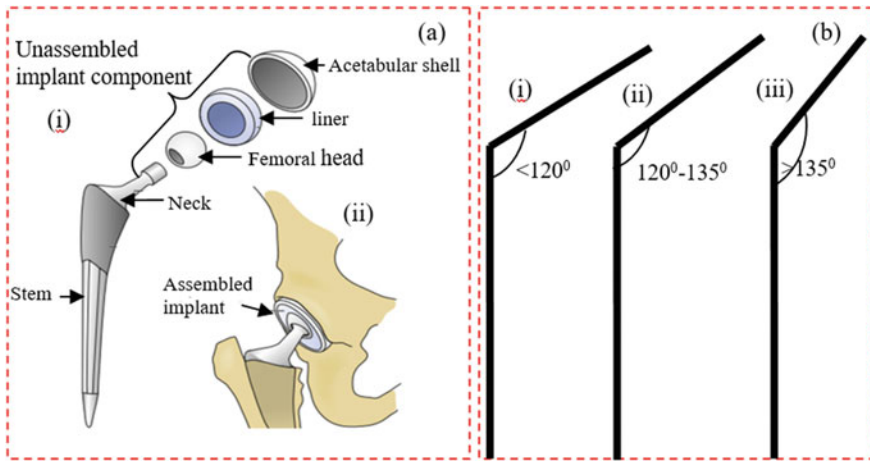 (a)
Unassembled
implant component
(i)
Acetabular shell
liner
Femoral head
Neck
Stem
(ii)
Assembled
implant
(b)
(i)
(ii)
(iii)
<120⁰
120⁰-135⁰
>135⁰